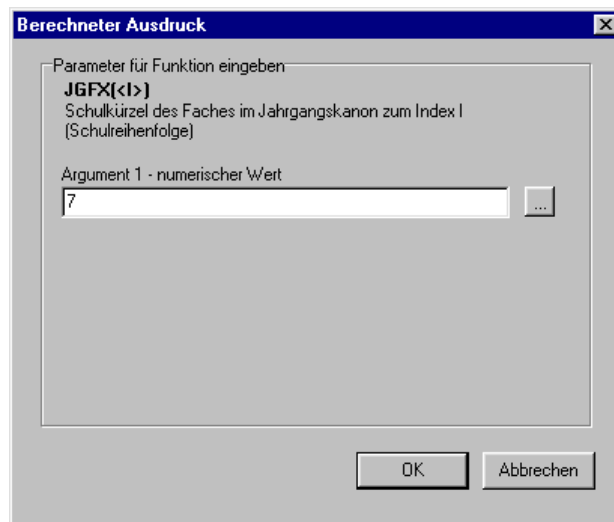 Berechneter Ausdruck
Parameter für Funktion eingeben
JGFX(<I>)
Schulkürzel des Faches im Jahrgangskanon zum Index I
(Schulreihenfolge)
Argument 1 - numerischer Wert
7
...
OK
Abbrechen